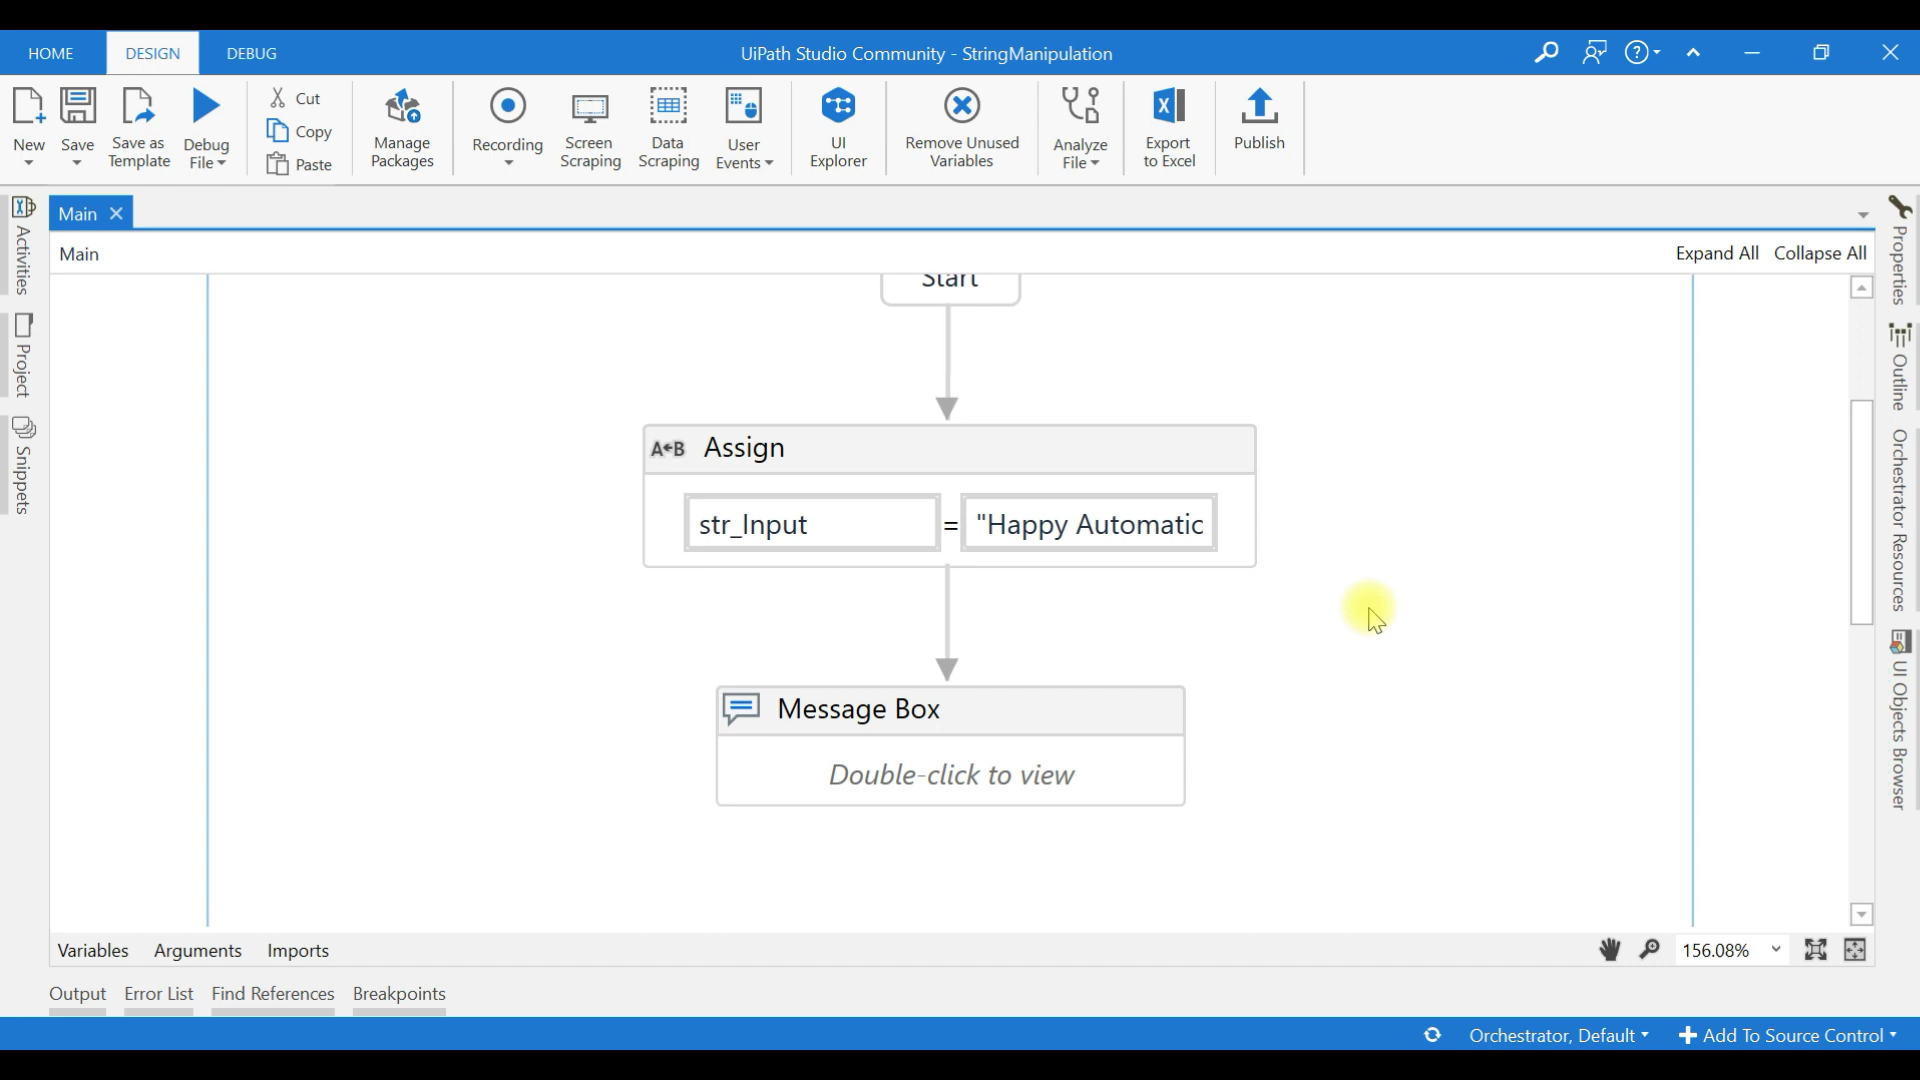 HOME DESIGN DEBUG UiPath Studio Community - StringManipulation
New Save Save as Template Debug File Cut Copy Paste Manage Packages Recording Screen Scraping Data Scraping User Events UI Explorer Remove Unused Variables Analyze File Export to Excel Publish
Activities
Project
Snippets
Main
Main Expand All Collapse All
Start
A B Assign
str_Input = "Happy Automatic
Message Box
Double-click to view
Properties
Outline
Orchestrator Resources
UI Objects Browser
Variables Arguments Imports 156.08%
Output Error List Find References Breakpoints
Orchestrator, Default Add To Source Control